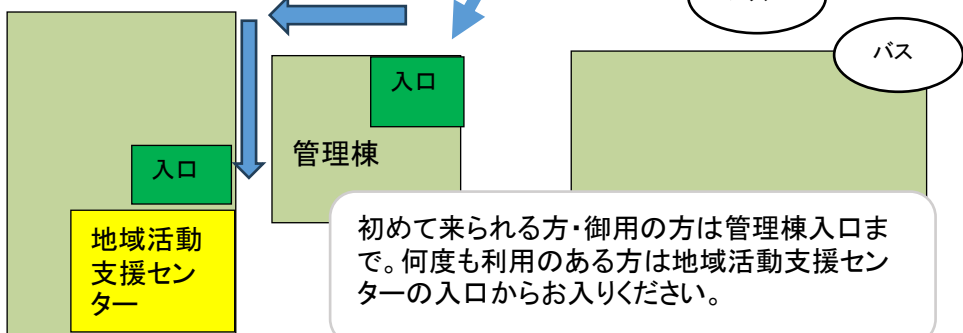 バス
入口
管理棟
入口
地域活動
支援セン
ター
初めて来られる方・御用の方は管理棟入口ま
で。何度も利用のある方は地域活動支援セン
ターの入口からお入りください。